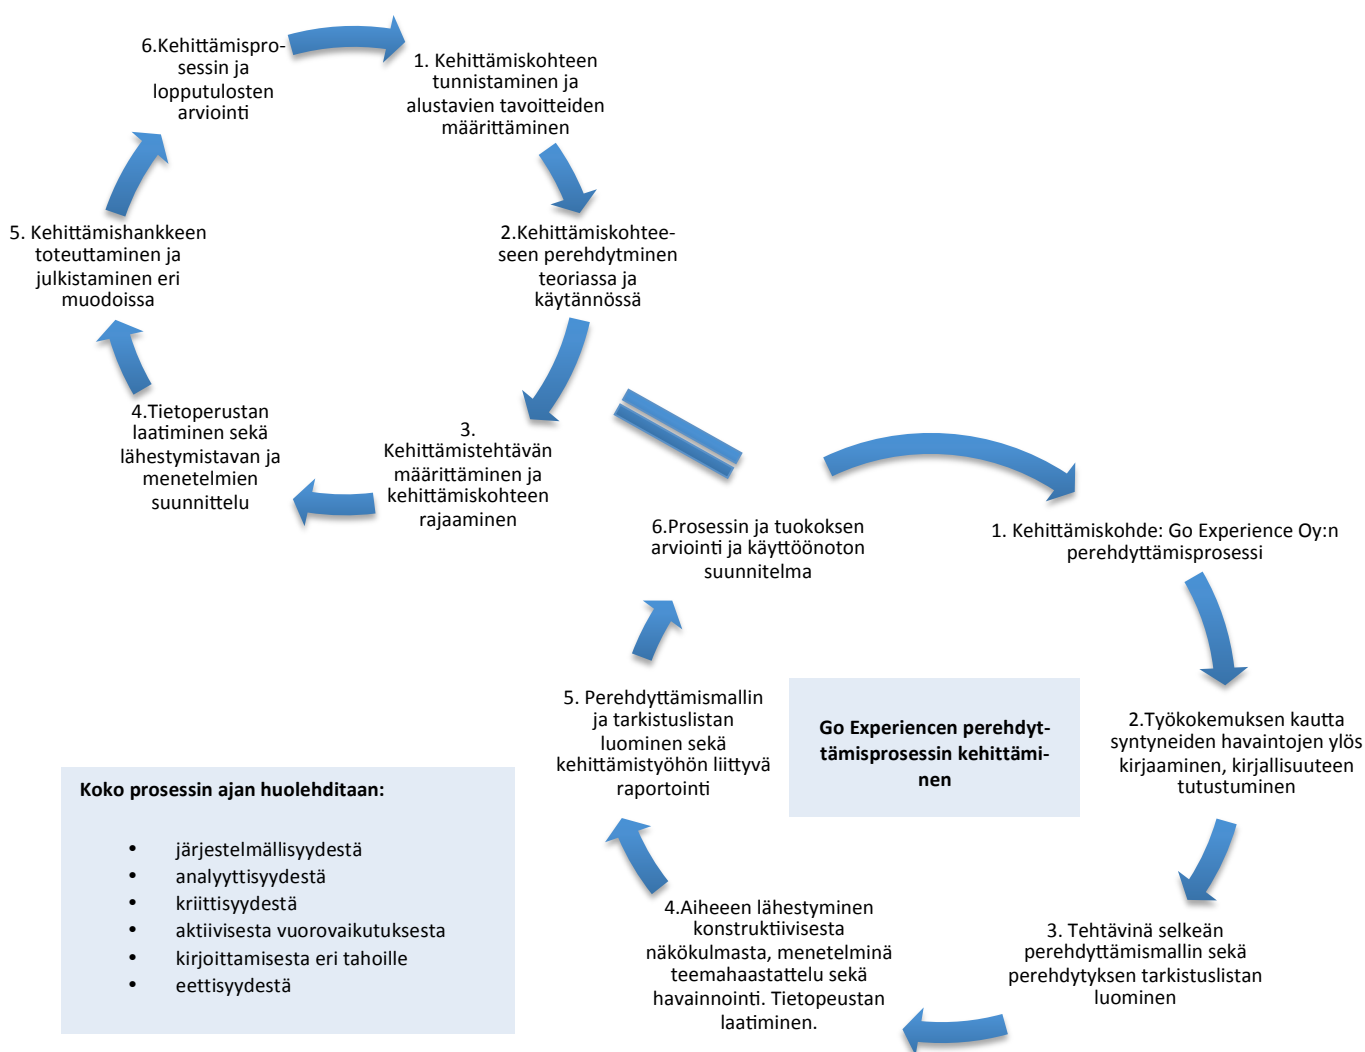 6.Kehittämispro-
sessin ja
lopputulosten
arviointi
1. Kehittämiskohteen
tunnistaminen ja
alustavien tavoitteiden
määrittäminen
2.Kehittämiskohtee-
seen perehdytminen
teoriassa ja
käytännössä
3.
Kehittämistehtävän
määrittäminen ja
kehittämiskohteen
rajaaminen
4.Tietoperustan
laatiminen sekä
lähestymistavan ja
menetelmien
suunnittelu
5. Kehittämishankkeen
toteuttaminen ja
julkistaminen eri
muodoissa
6.Prosessin ja tuokoksen
arviointi ja käyttöönoton
suunnitelma
1. Kehittämiskohde: Go Experience Oy:n
perehdyttämisprosessi
2.Työkokemuksen kautta
syntyneiden havaintojen ylös
kirjaaminen, kirjallisuuteen
tutustuminen
3. Tehtävinä selkeän
perehdyttämismallin sekä
perehdytyksen tarkistuslistan
luominen
4.Aiheeen lähestyminen
konstruktiivisesta
näkökulmasta, menetelminä
teemahaastattelu sekä
havainnointi. Tietopeustan
laatiminen.
5. Perehdyttämismallin
ja tarkistuslistan
luominen sekä
kehittämistyöhön liittyvä
raportointi
Go Experiencen perehdyt-
tämisprosessin kehittämi-
nen
Koko prosessin ajan huolehditaan:
• järjestelmällisyydestä
• analyyttisyydestä
• kriittisyydestä
• aktiivisesta vuorovaikutuksesta
• kirjoittamisesta eri tahoille
• eettisyydestä